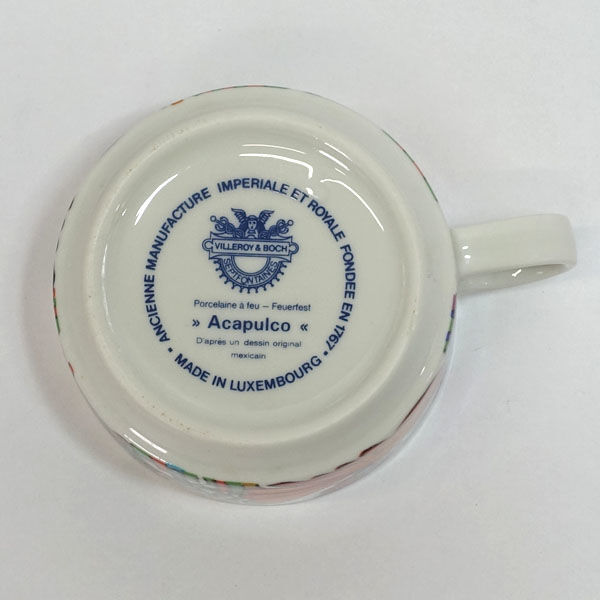 ANCIENNE MANUFACTURE IMPERIALE ET ROYALE FONDEE EN 1767
VILLEROY & BOCH
SEPTFONTAINES
Porcelaine à feu – Feuerfest
» Acapulco «
D'après un dessin original
mexicain
• MADE IN LUXEMBOURG •